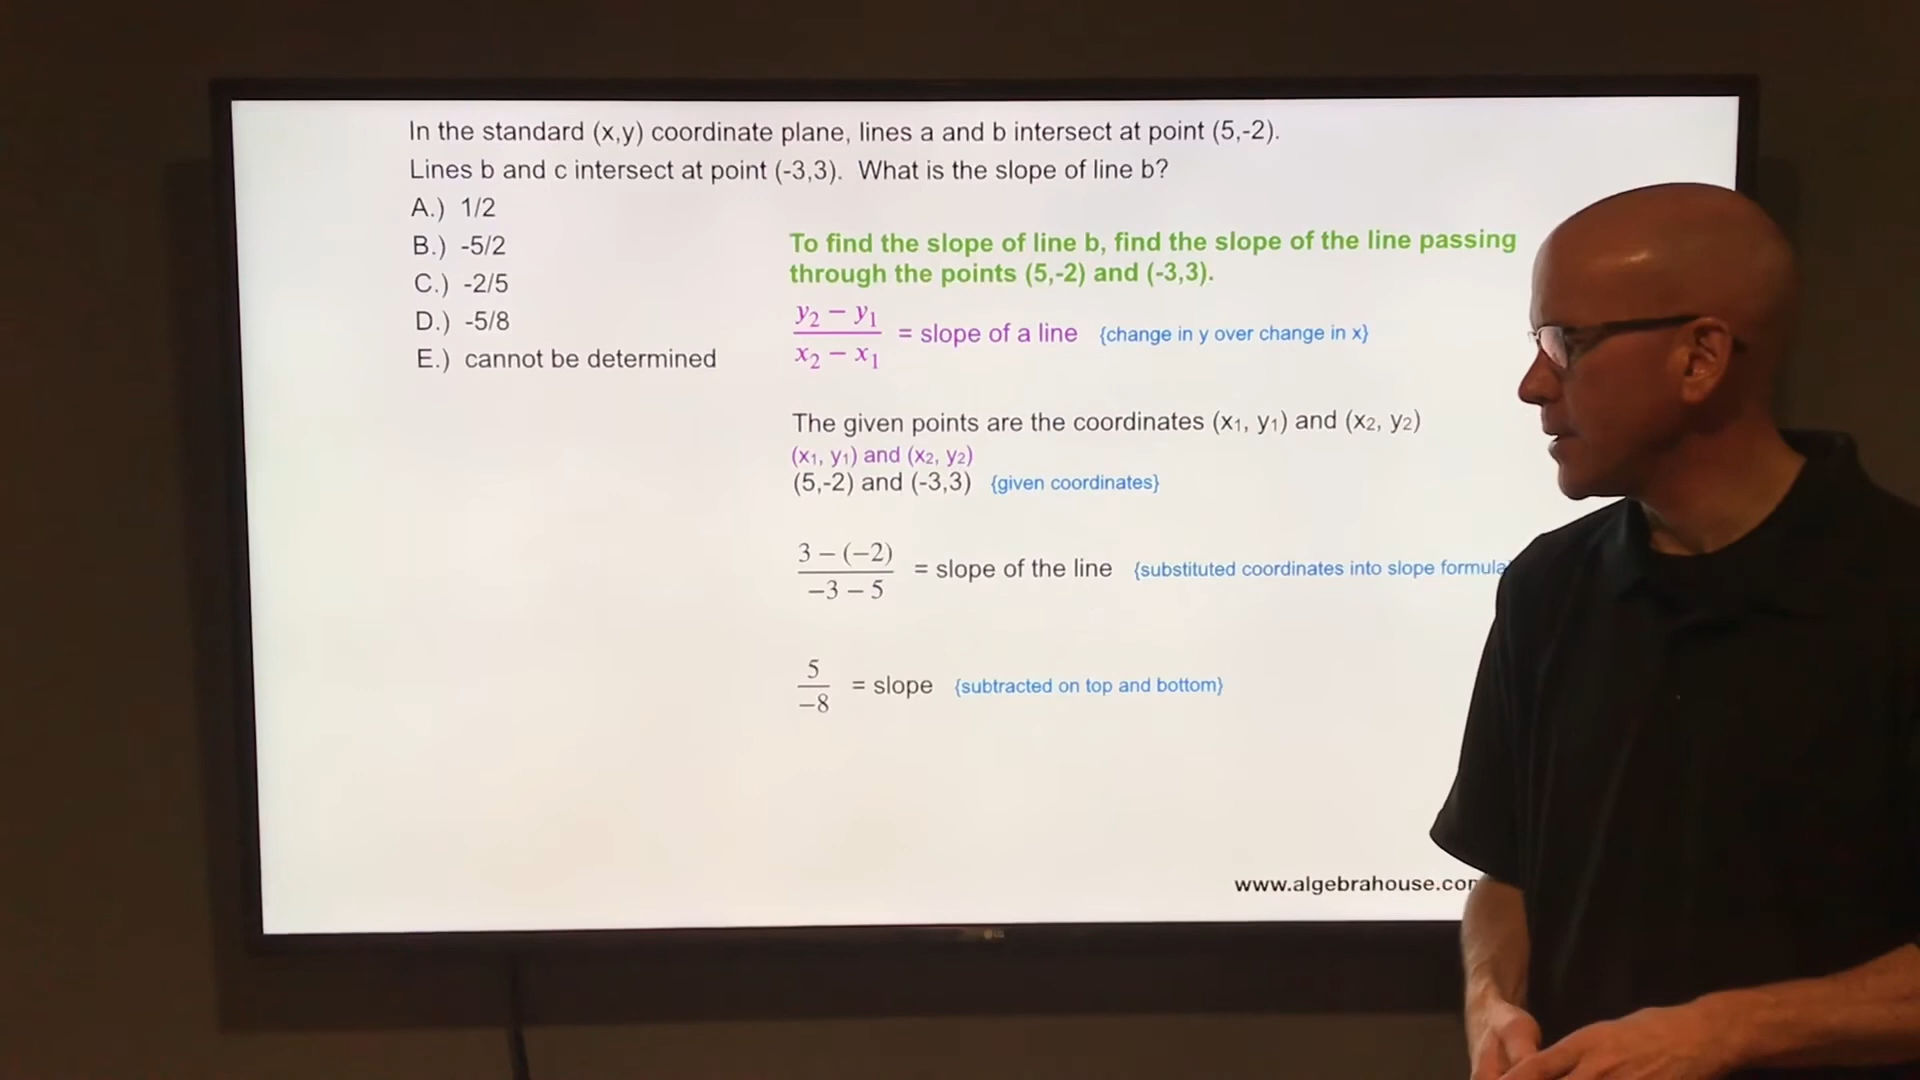 In the standard (x,y) coordinate plane, lines a and b intersect at point (5,-2).
Lines b and c intersect at point (-3,3). What is the slope of line b?
A.) 1/2
B.) -5/2
C.) -2/5
D.) -5/8
E.) cannot be determined
To find the slope of line b, find the slope of the line passing
through the points (5,-2) and (-3,3).
y₂ − y₁
x₂ − x₁
= slope of a line {change in y over change in x}
The given points are the coordinates (x₁, y₁) and (x₂, y₂)
(x₁, y₁) and (x₂, y₂)
(5,-2) and (-3,3) {given coordinates}
3 − (−2)
−3 − 5
= slope of the line {substituted coordinates into slope formula}
5
−8
= slope {subtracted on top and bottom}
www.algebrahouse.com
LG